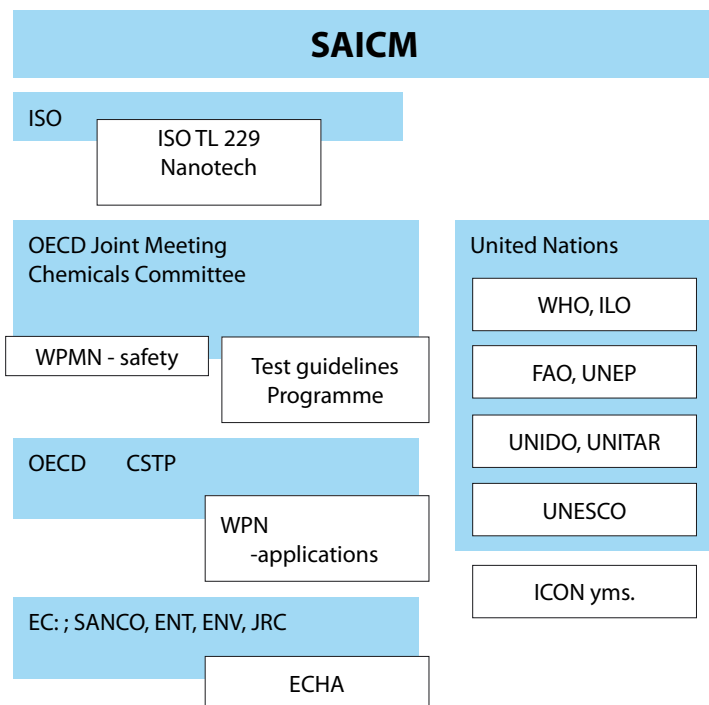 SAICM
ISO
ISO TL 229
Nanotech
OECD Joint Meeting
Chemicals Committee
WPMN - safety
Test guidelines
Programme
OECD CSTP
WPN
-applications
EC: ; SANCO, ENT, ENV, JRC
ECHA
United Nations
WHO, ILO
FAO, UNEP
UNIDO, UNITAR
UNESCO
ICON yms.